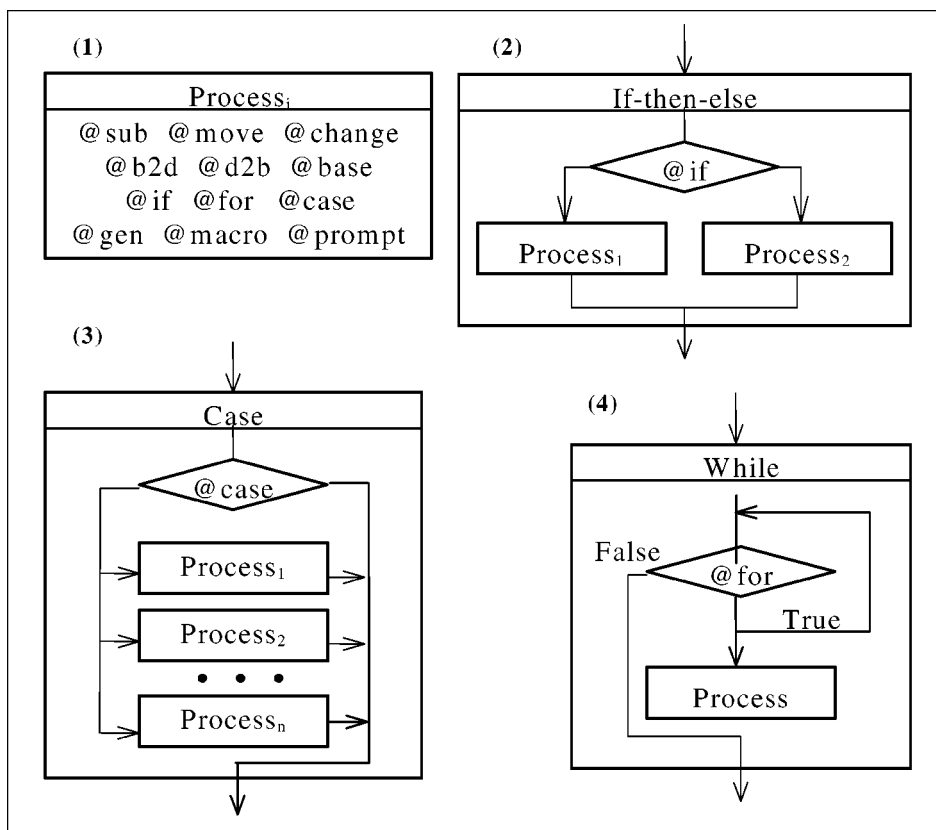 (1)
Processᵢ
@sub @move @change
@b2d @d2b @base
@if @for @case
@gen @macro @prompt
(2)
If-then-else
@if
Process₁ Process₂
(3)
Case
@case
Process₁
Process₂
• • •
Processₙ
(4)
While
False
@for
True
Process